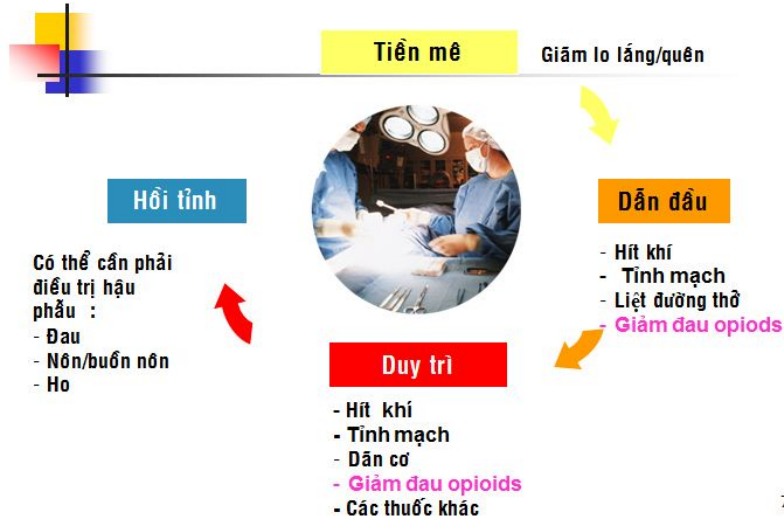 Tiền mê
Giãm lo lắng/quên
Hồi tỉnh
Dẫn đầu
- Hít khí
- Tỉnh mạch
- Liệt đường thở
- Giảm đau opiods
Có thể cần phải
điều trị hậu
phẫu :
- Đau
- Nôn/buồn nôn
- Ho
Duy trì
- Hít khí
- Tỉnh mạch
- Dãn cơ
- Giảm đau opioids
- Các thuốc khác